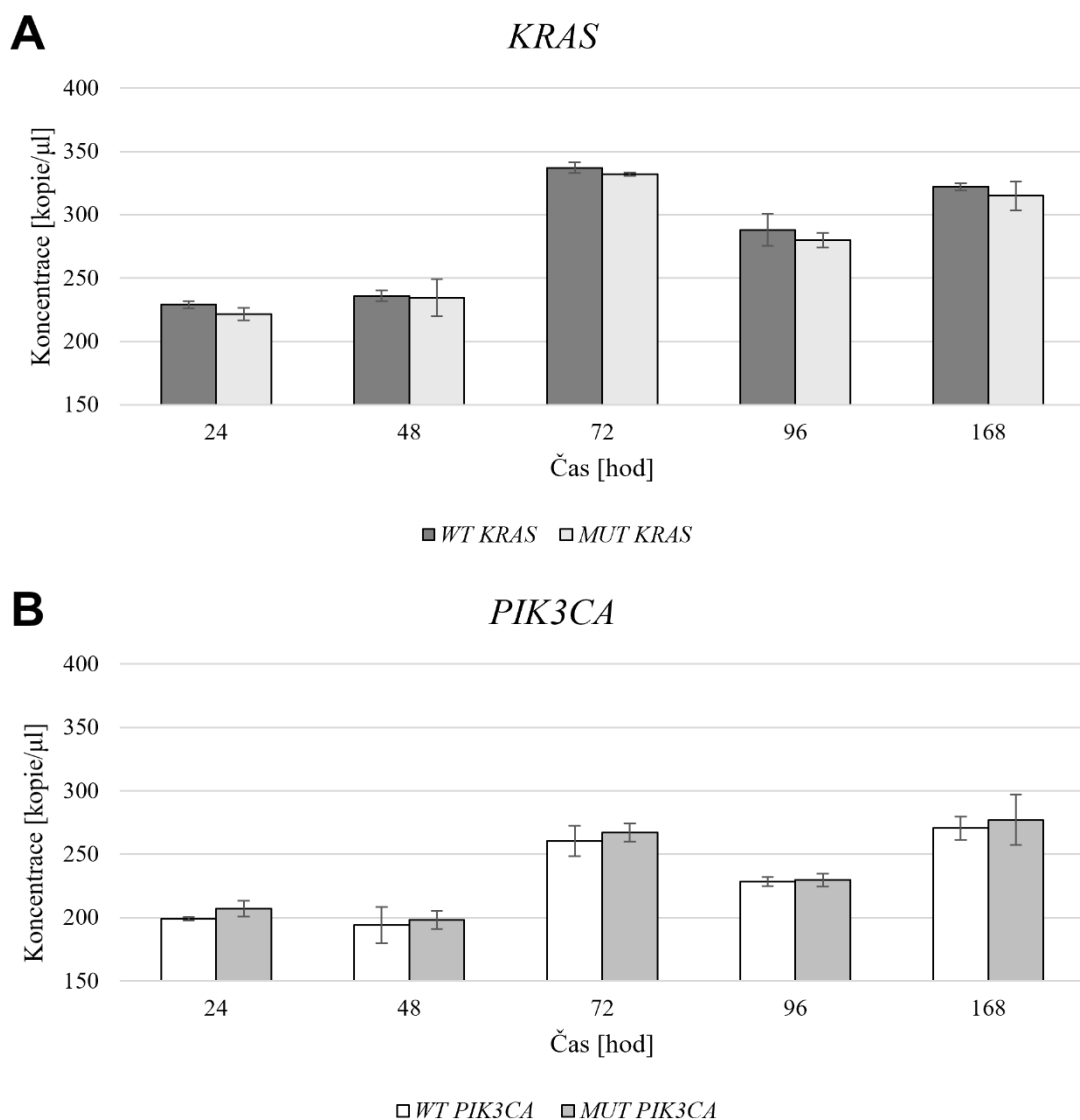 A
KRAS
400
350
300
250
200
150
Koncentrace [kopie/µl]
24 48 72 96 168
Čas [hod]
WT KRAS MUT KRAS
B
PIK3CA
400
350
300
250
200
150
Koncentrace [kopie/µl]
24 48 72 96 168
Čas [hod]
WT PIK3CA MUT PIK3CA